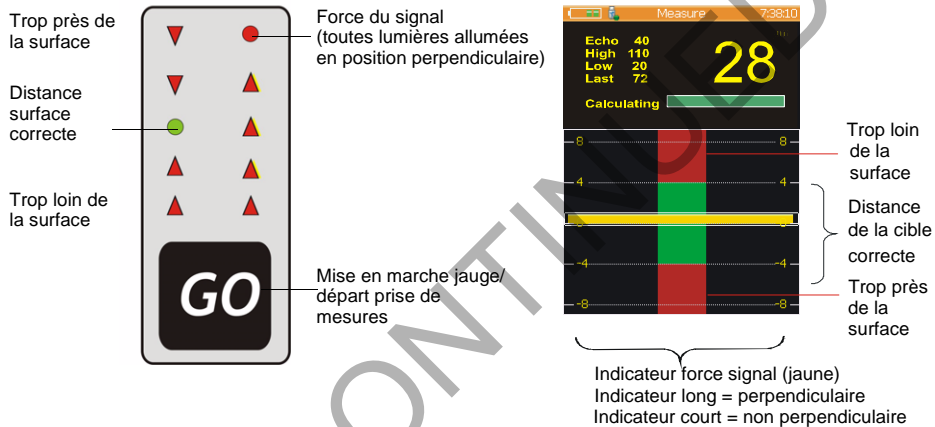 Trop près de
la surface
Distance
surface
correcte
Trop loin de
la surface
Force du signal
(toutes lumières allumées
en position perpendiculaire)
GO
Mise en marche jauge/
départ prise de
mesures
Measure 7:38:10
Echo 40
High 110
Low 20
Last 72
28
Calculating
8 8
4 4
0 0
-4 -4
-8 -8
Trop loin
de la
surface
Distance
de la cible
correcte
Trop près
de la
surface
Indicateur force signal (jaune)
Indicateur long = perpendiculaire
Indicateur court = non perpendiculaire
ONTINUED